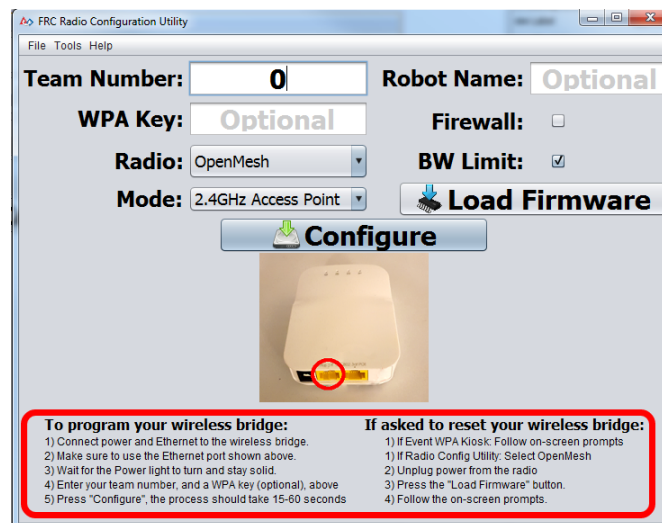 FRC Radio Configuration Utility
File Tools Help
Team Number: 0 Robot Name: Optional
WPA Key: Optional Firewall:
Radio: OpenMesh BW Limit:
Mode: 2.4GHz Access Point Load Firmware
Configure
To program your wireless bridge:
1) Connect power and Ethernet to the wireless bridge.
2) Make sure to use the Ethernet port shown above.
3) Wait for the Power light to turn and stay solid.
4) Enter your team number, and a WPA key (optional), above
5) Press "Configure", the process should take 15-60 seconds
If asked to reset your wireless bridge:
1) If Event WPA Kiosk: Follow on-screen prompts
1) If Radio Config Utility: Select OpenMesh
2) Unplug power from the radio
3) Press the "Load Firmware" button.
4) Follow the on-screen prompts.